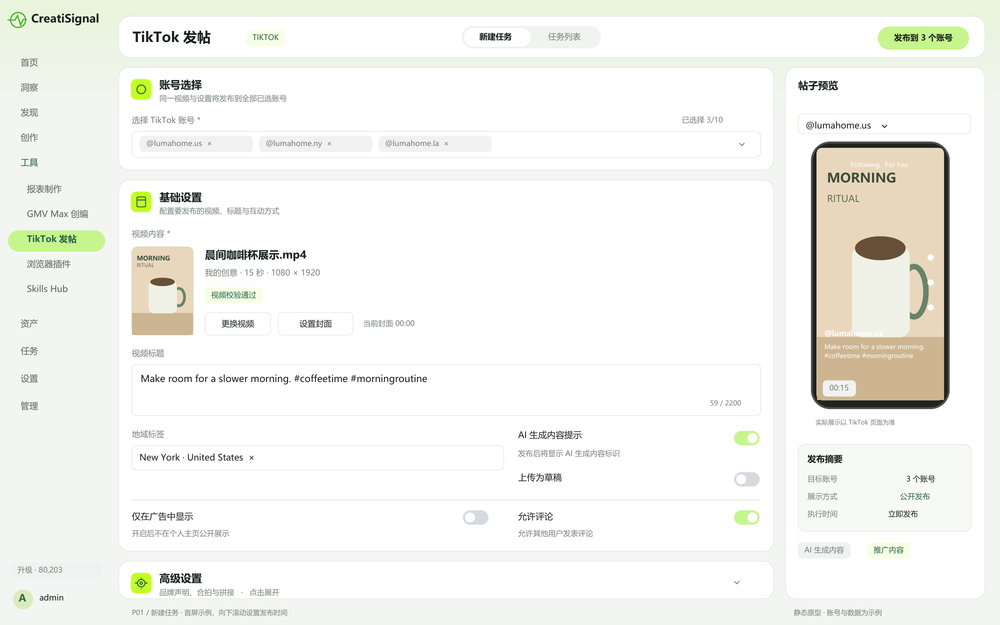 CreatiSignal
首页
洞察
发现
创作
工具
报表制作
GMV Max 创编
TikTok 发帖
浏览器插件
Skills Hub
资产
任务
设置
管理
升级 · 80,203
A admin
TikTok 发帖 TIKTOK
新建任务 任务列表
发布到 3 个账号
账号选择
同一视频与设置将发布到全部已选账号
选择 TikTok 账号 * 已选择 3/10
@lumahome.us × @lumahome.ny × @lumahome.la ×
基础设置
配置要发布的视频、标题与互动方式
视频内容 *
MORNING
RITUAL
晨间咖啡杯展示.mp4
我的创意 · 15 秒 · 1080 × 1920
视频校验通过
更换视频 设置封面 当前封面 00:00
视频标题
Make room for a slower morning. #coffeetime #morningroutine
59 / 2200
地域标签
New York · United States ×
AI 生成内容提示
发布后将显示 AI 生成内容标识
上传为草稿
仅在广告中显示
开启后不在个人主页公开展示
允许评论
允许其他用户发表评论
高级设置
品牌声明、合拍与拼接 · 点击展开
P01 / 新建任务 · 首屏示例，向下滚动设置发布时间
帖子预览
@lumahome.us
Following For You
MORNING
RITUAL
@lumahome.us
Make room for a slower morning.
#coffeetime #morningroutine
00:15
实际展示以 TikTok 页面为准
发布摘要
目标账号 3 个账号
展示方式 公开发布
执行时间 立即发布
AI 生成内容 推广内容
静态原型 · 账号与数据为示例